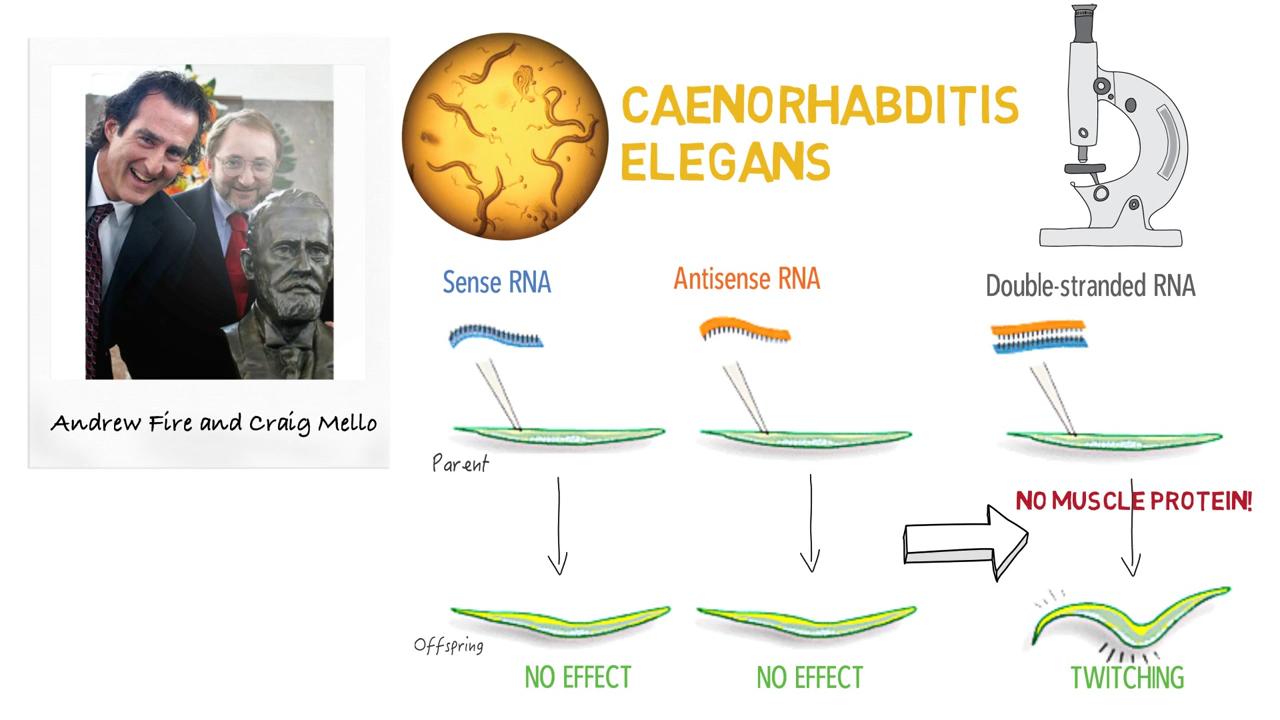 CAENORHABDITIS
ELEGANS
Sense RNA
Antisense RNA
Double-stranded RNA
Andrew Fire and Craig Mello
Parent
NO MUSCLE PROTEIN!
Offspring
NO EFFECT
NO EFFECT
TWITCHING